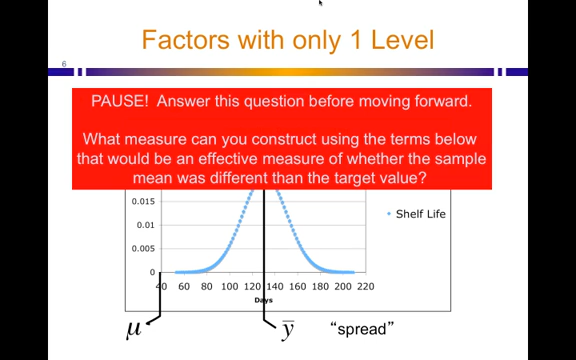 Factors with only 1 Level
6
PAUSE! Answer this question before moving forward.
What measure can you construct using the terms below
that would be an effective measure of whether the sample
mean was different than the target value?
0.015
0.01
0.005
0
40 60 80 100 120 140 160 180 200 220
Days
Shelf Life
μ
ȳ
“spread”